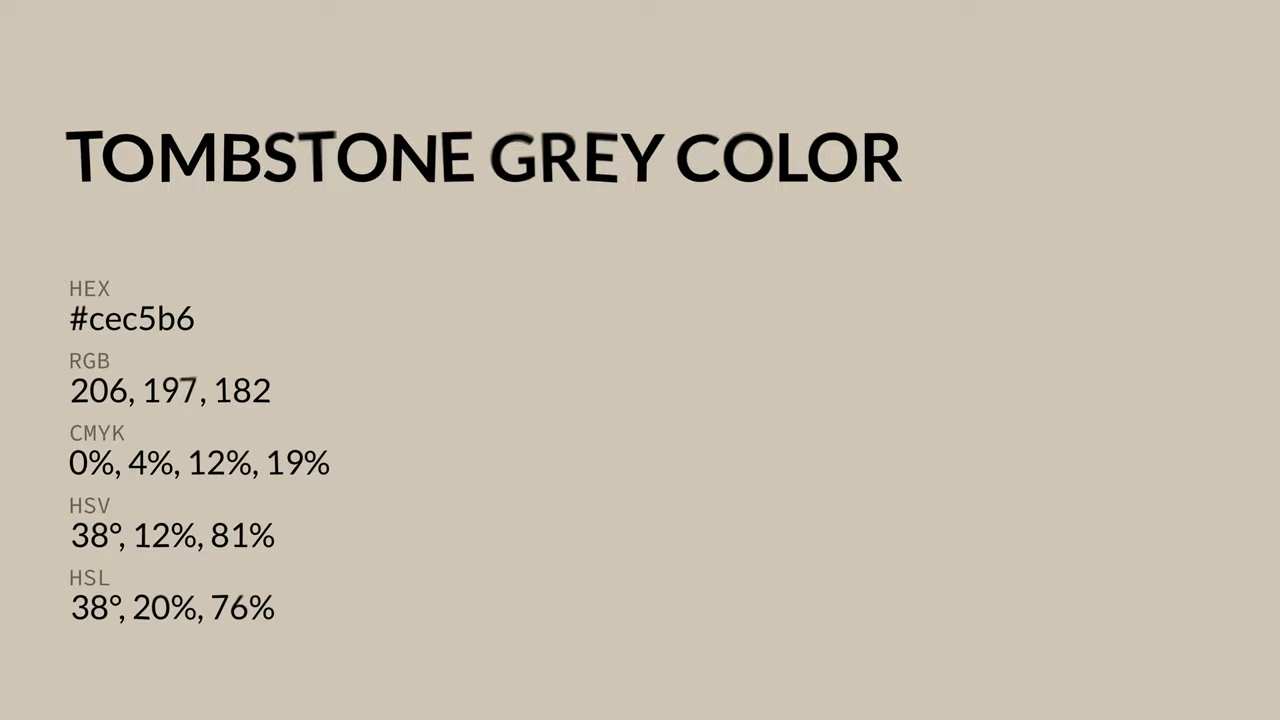 TOMBSTONE GREY COLOR
HEX
#cec5b6
RGB
206, 197, 182
CMYK
0%, 4%, 12%, 19%
HSV
38°, 12%, 81%
HSL
38°, 20%, 76%